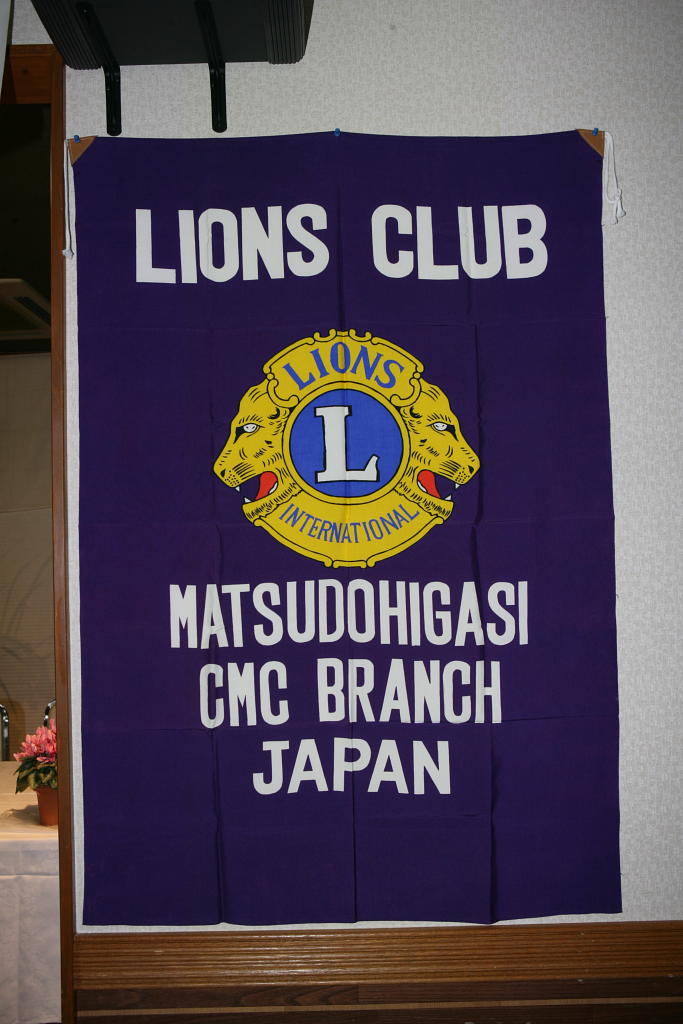 LIONS CLUB
LIONS
L
INTERNATIONAL
MATSUDOHIGASI
CMC BRANCH
JAPAN